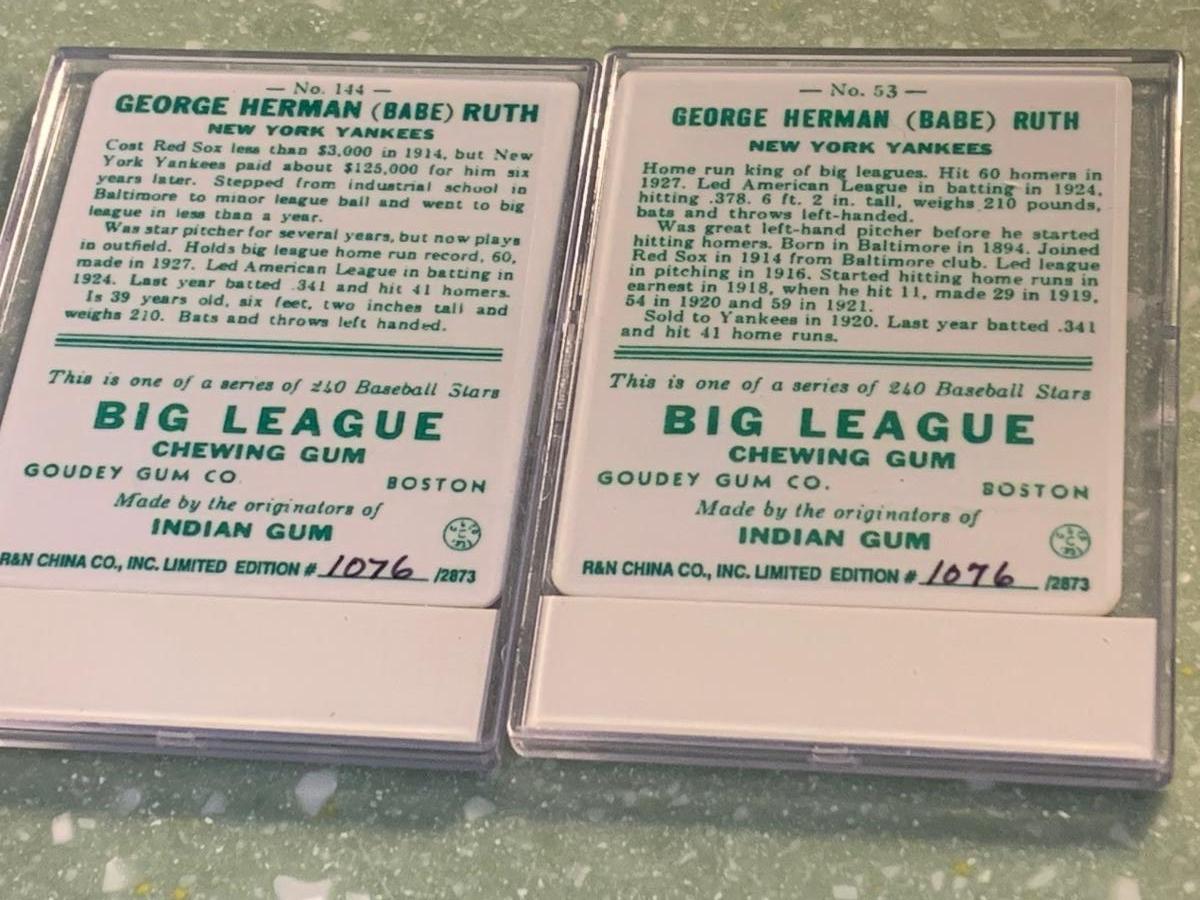 — No. 144 —
GEORGE HERMAN (BABE) RUTH
NEW YORK YANKEES
Cost Red Sox less than $3,000 in 1914, but New
York Yankees paid about $125,000 for him six
years later. Stepped from industrial school in
Baltimore to minor league ball and went to big
league in less than a year.
Was star pitcher for several years, but now plays
in outfield. Holds big league home run record, 60,
made in 1927. Led American League in batting in
1924. Last year batted .341 and hit 41 homers.
Is 39 years old, six feet, two inches tall and
weighs 210. Bats and throws left handed.
This is one of a series of 240 Baseball Stars
BIG LEAGUE
CHEWING GUM
GOUDEY GUM CO. BOSTON
Made by the originators of
INDIAN GUM
R&N CHINA CO., INC. LIMITED EDITION # 1076 /2873
— No. 53 —
GEORGE HERMAN (BABE) RUTH
NEW YORK YANKEES
Home run king of big leagues. Hit 60 homers in
1927. Led American League in batting in 1924,
hitting .378. 6 ft. 2 in. tall, weighs 210 pounds,
bats and throws left-handed.
Was great left-hand pitcher before he started
hitting homers. Born in Baltimore in 1894. Joined
Red Sox in 1914 from Baltimore club. Led league
in pitching in 1916. Started hitting home runs in
earnest in 1918, when he hit 11, made 29 in 1919,
54 in 1920 and 59 in 1921.
Sold to Yankees in 1920. Last year batted .341
and hit 41 home runs.
This is one of a series of 240 Baseball Stars
BIG LEAGUE
CHEWING GUM
GOUDEY GUM CO. BOSTON
Made by the originators of
INDIAN GUM
R&N CHINA CO., INC. LIMITED EDITION # 1076 /2873